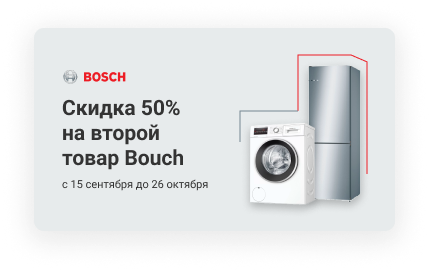 BOSCH
Скидка 50%
на второй
товар Bouch
с 15 сентября до 26 октября